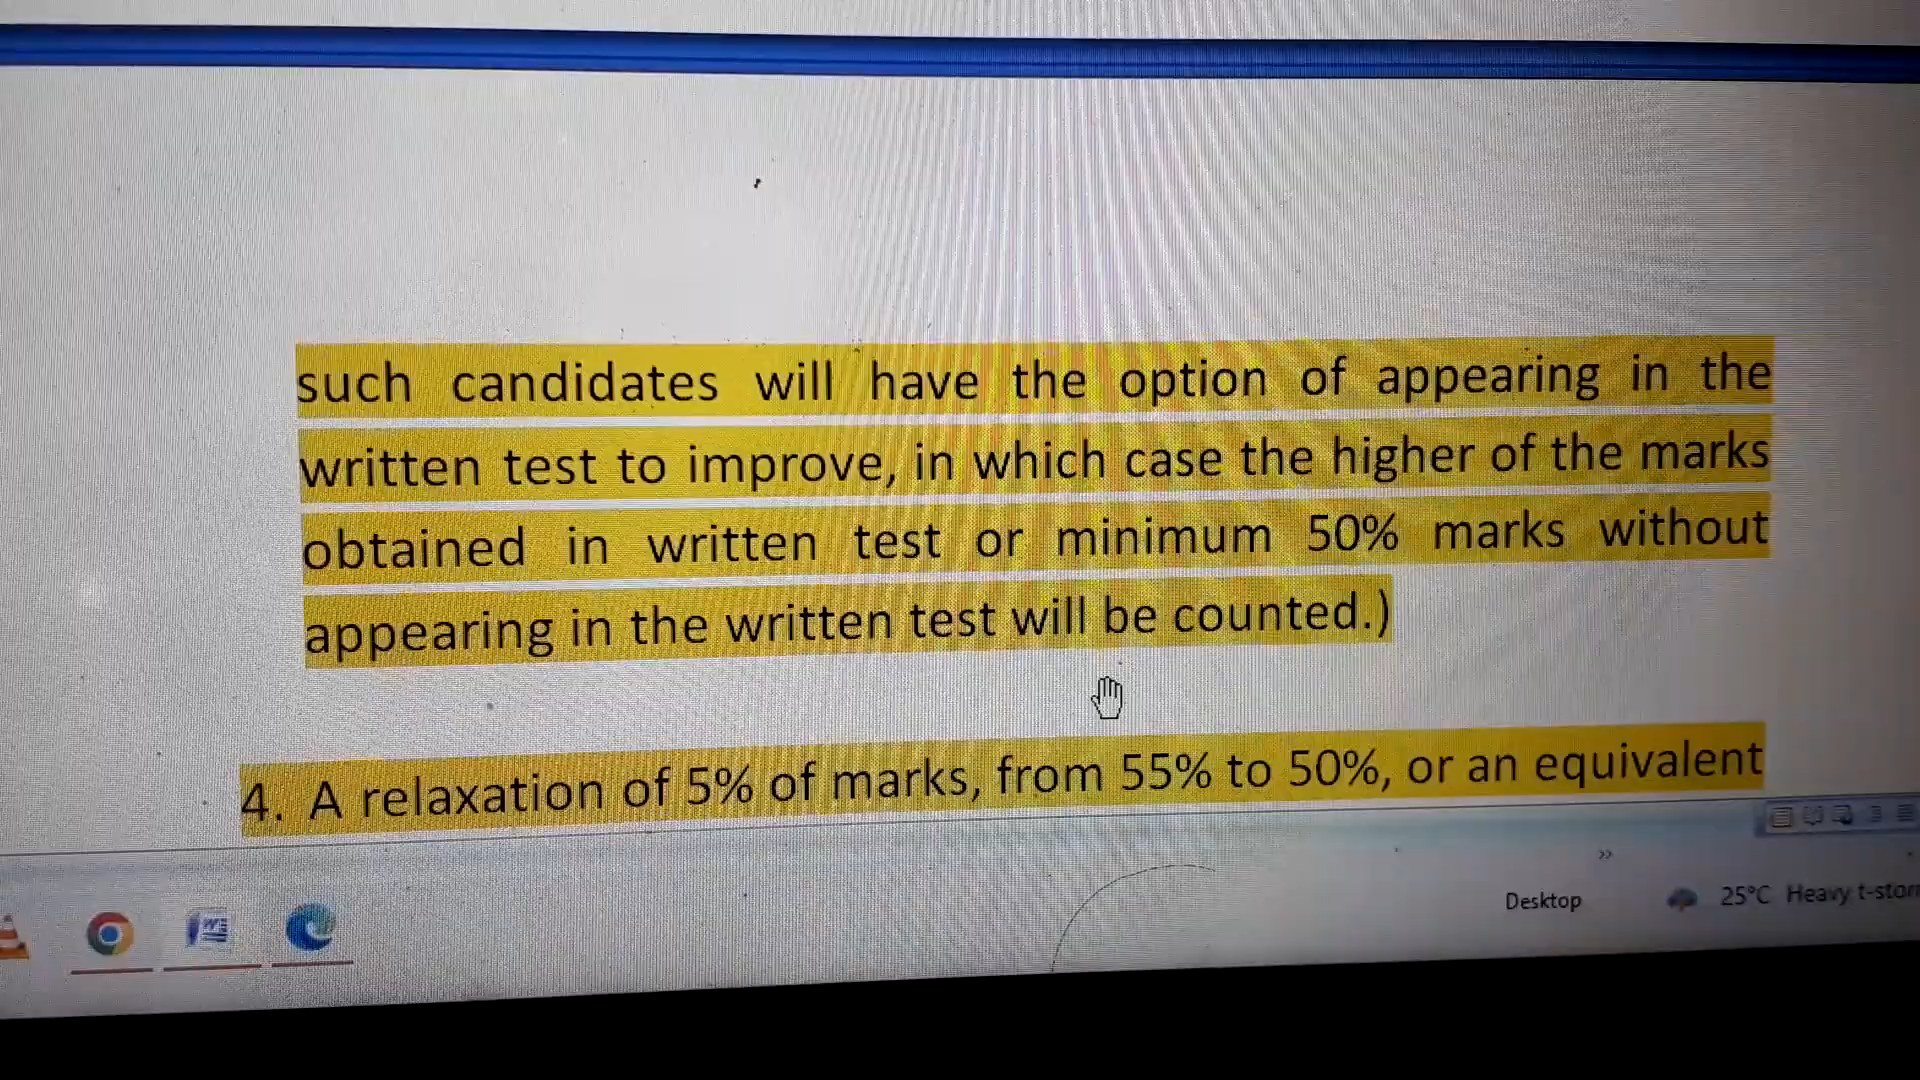 such candidates will have the option of appearing in the
written test to improve, in which case the higher of the marks
obtained in written test or minimum 50% marks without
appearing in the written test will be counted.)
4. A relaxation of 5% of marks, from 55% to 50%, or an equivalent
Desktop
25°C Heavy t-stor